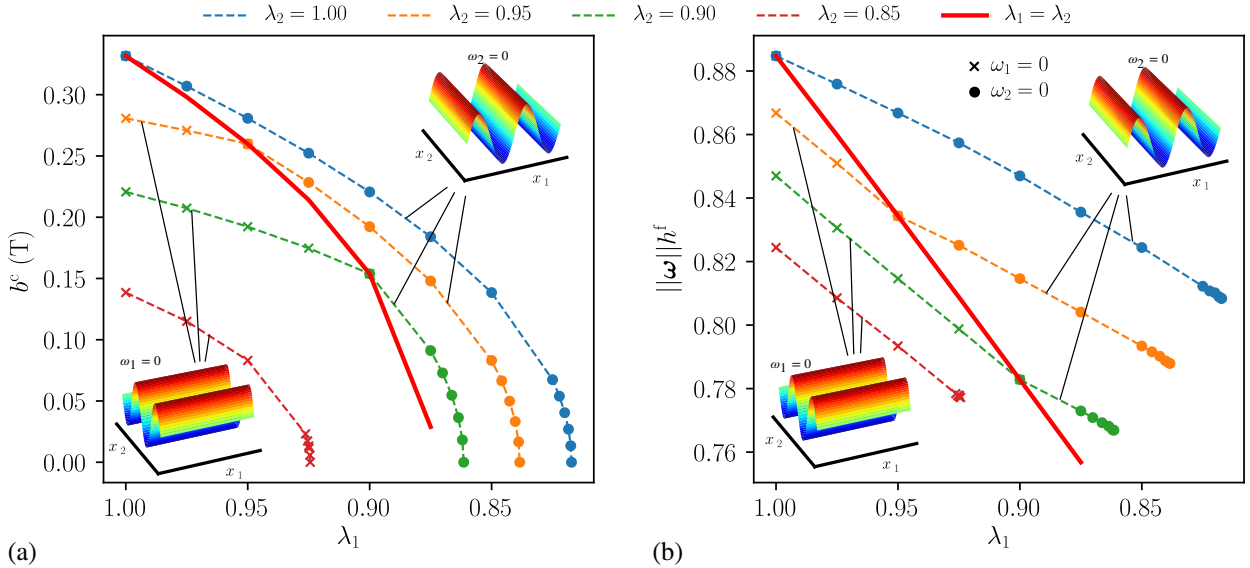 λ₂ = 1.00 λ₂ = 0.95 λ₂ = 0.90 λ₂ = 0.85 λ₁ = λ₂
bᶜ (T)
0.30
0.25
0.20
0.15
0.10
0.05
0.00
1.00 0.95 0.90 0.85
λ₁
ω₂ = 0
x₂
x₁
ω₁ = 0
x₂
x₁
(a)
||ω||hᶠ
0.88
0.86
0.84
0.82
0.80
0.78
0.76
1.00 0.95 0.90 0.85
λ₁
ω₁ = 0
ω₂ = 0
ω₂ = 0
x₂
x₁
ω₁ = 0
x₂
x₁
(b)